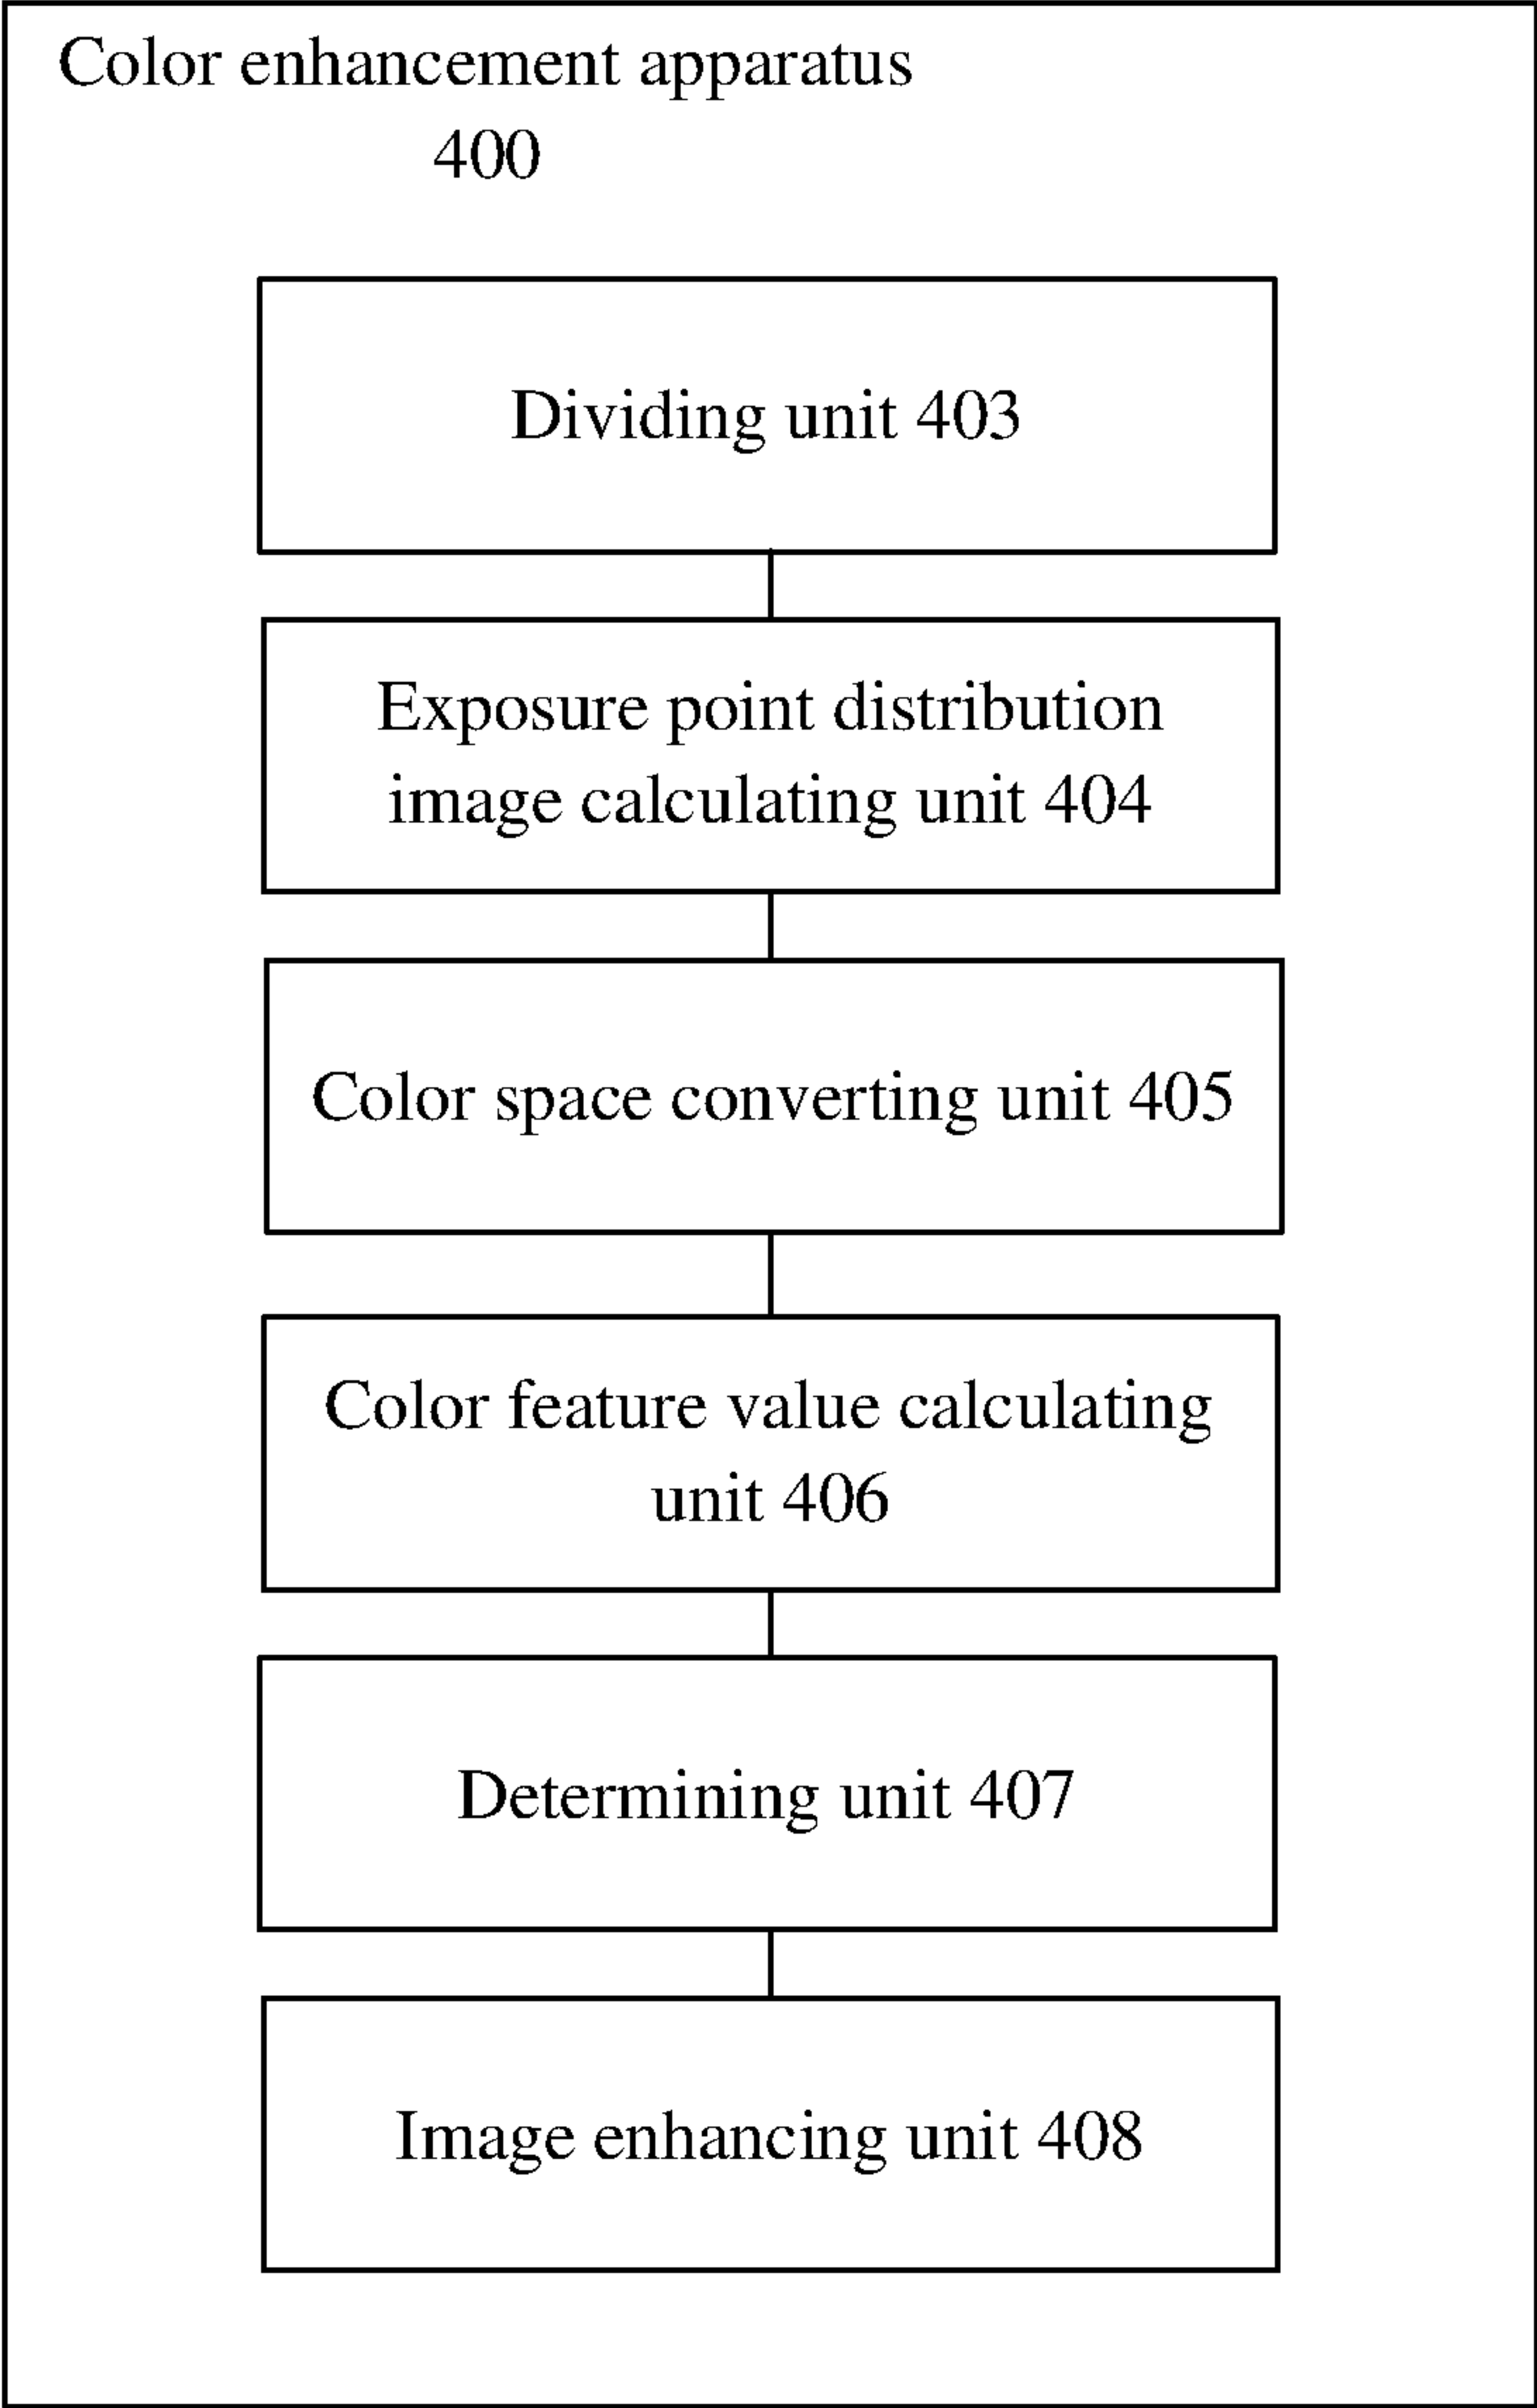 Color enhancement apparatus
400
Dividing unit 403
Exposure point distribution
image calculating unit 404
Color space converting unit 405
Color feature value calculating
unit 406
Determining unit 407
Image enhancing unit 408